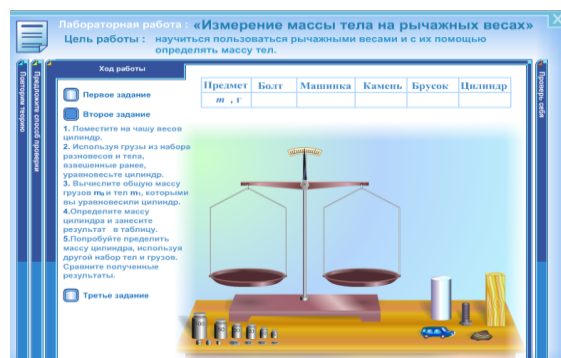 Лабораторная работа : «Измерение массы тела на рычажных весах»
Цель работы : научиться пользоваться рычажными весами и с их помощью
определять массу тел.
Повторим теорию
Предложите способ проверки
Ход работы
Первое задание
Второе задание
1. Поместите на чашу весов
цилиндр.
2. Используя грузы из набора
разновесов и тела,
взвешенные ранее,
уравновесьте цилиндр.
3. Вычислите общую массу
грузов m₀ и тел m₁, которыми
вы уравновесили цилиндр.
4.Определите массу
цилиндра и занесите
результат в таблицу.
5.Попробуйте пределить
массу цилиндра, используя
другой набор тел и грузов.
Сравните полученные
результаты.
Третье задание
Предмет Болт Машинка Камень Брусок Цилиндр
m , г
Проверь себя